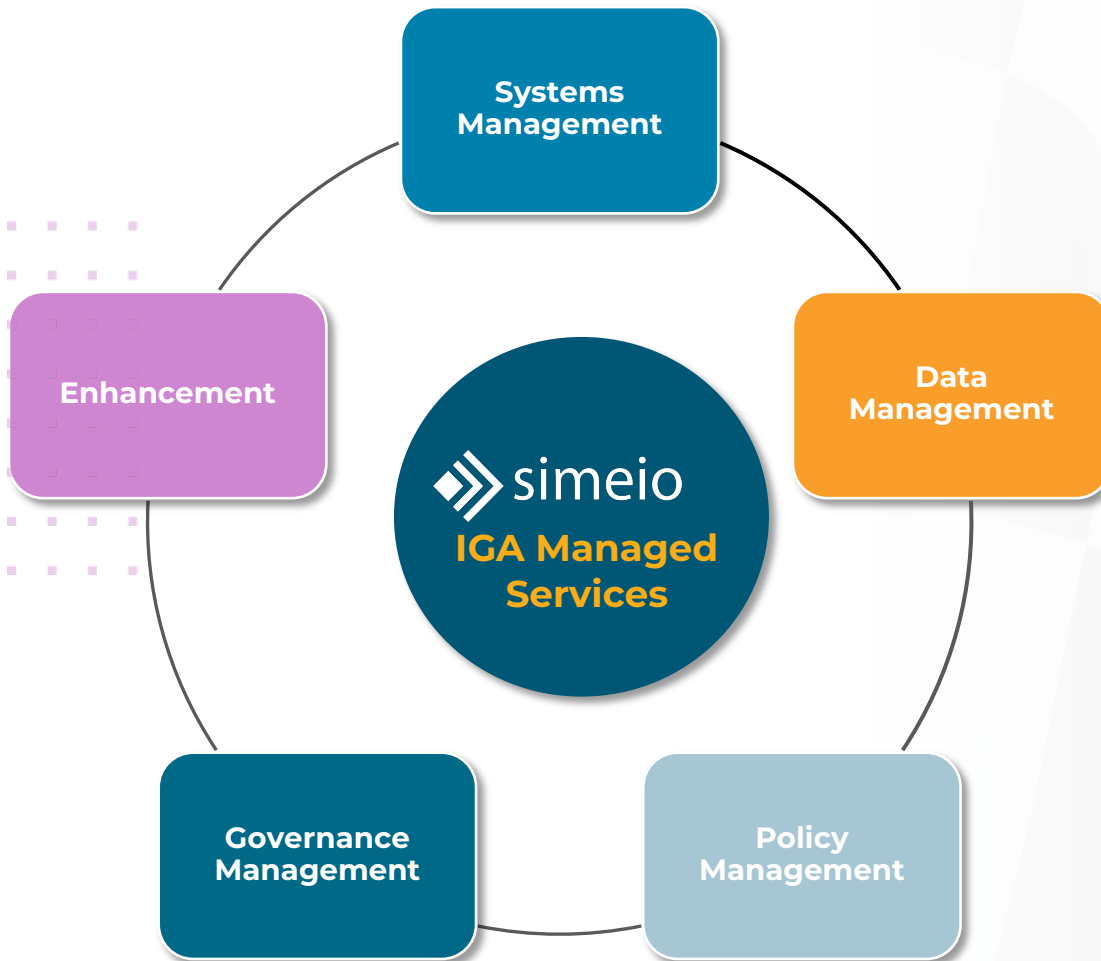 Systems
Management
Enhancement
Data
Management
simeio
IGA Managed
Services
Governance
Management
Policy
Management